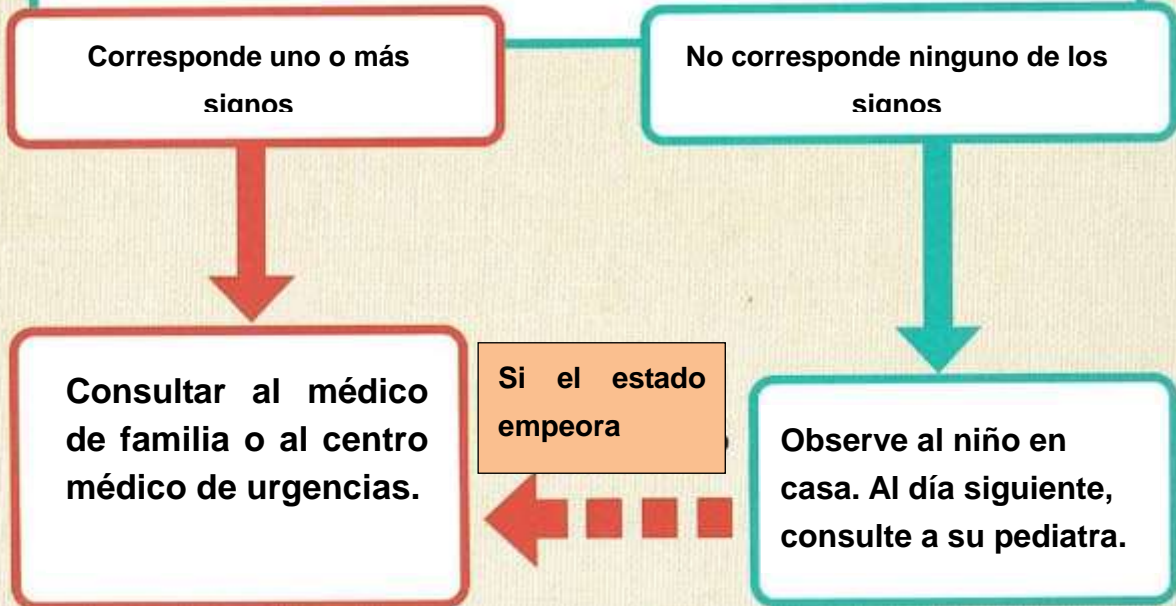 Corresponde uno o más
signos
No corresponde ninguno de los
signos
Consultar al médico
de familia o al centro
médico de urgencias.
Si el estado
empeora
Observe al niño en
casa. Al día siguiente,
consulte a su pediatra.